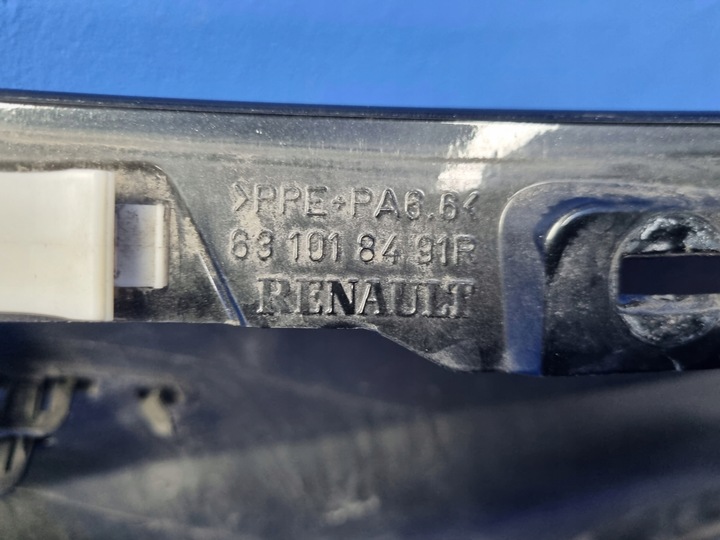 >PPE+PA6.6<
63 101 84 91R
RENAULT